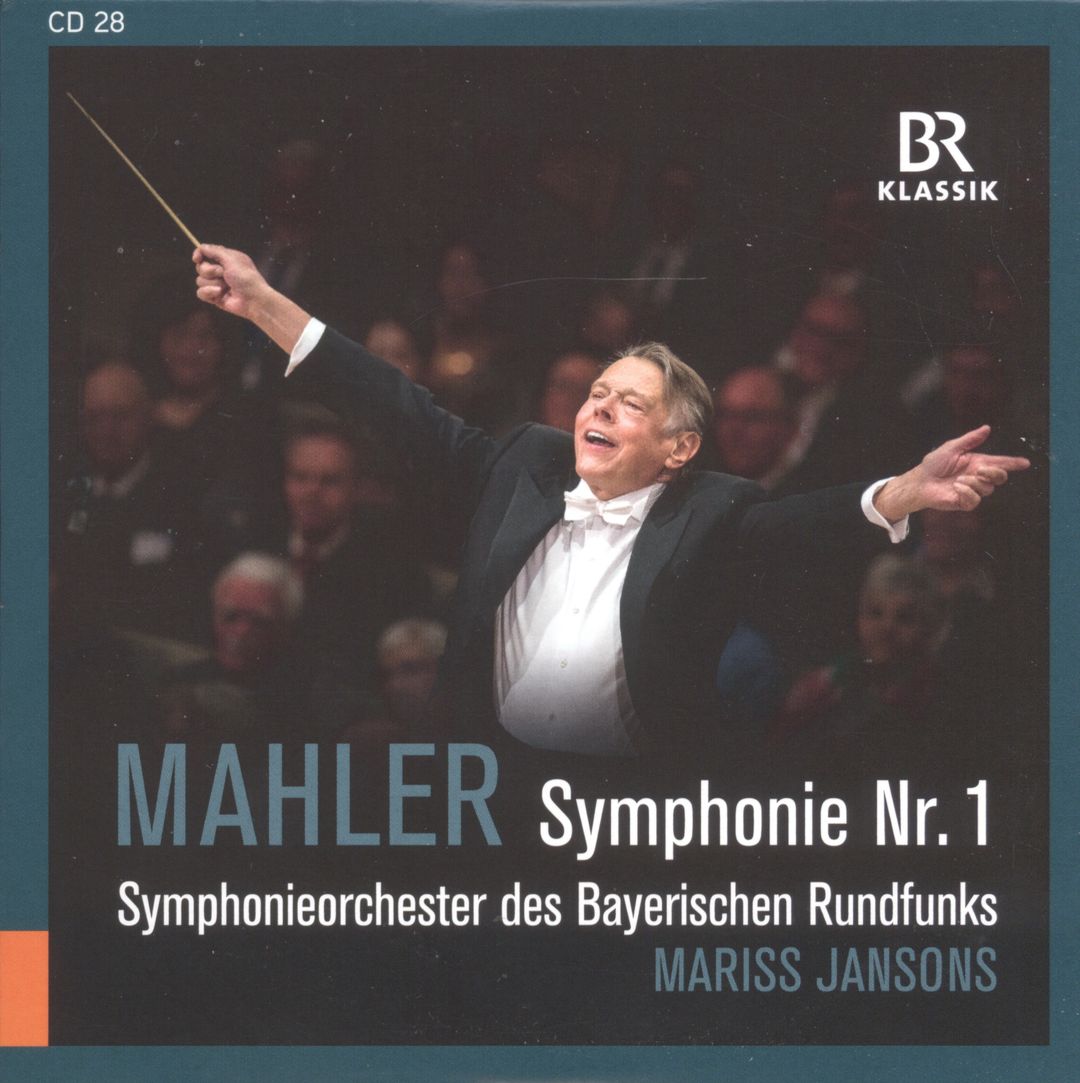 CD 28
BR
KLASSIK
MAHLER Symphonie Nr. 1
Symphonieorchester des Bayerischen Rundfunks
MARISS JANSONS